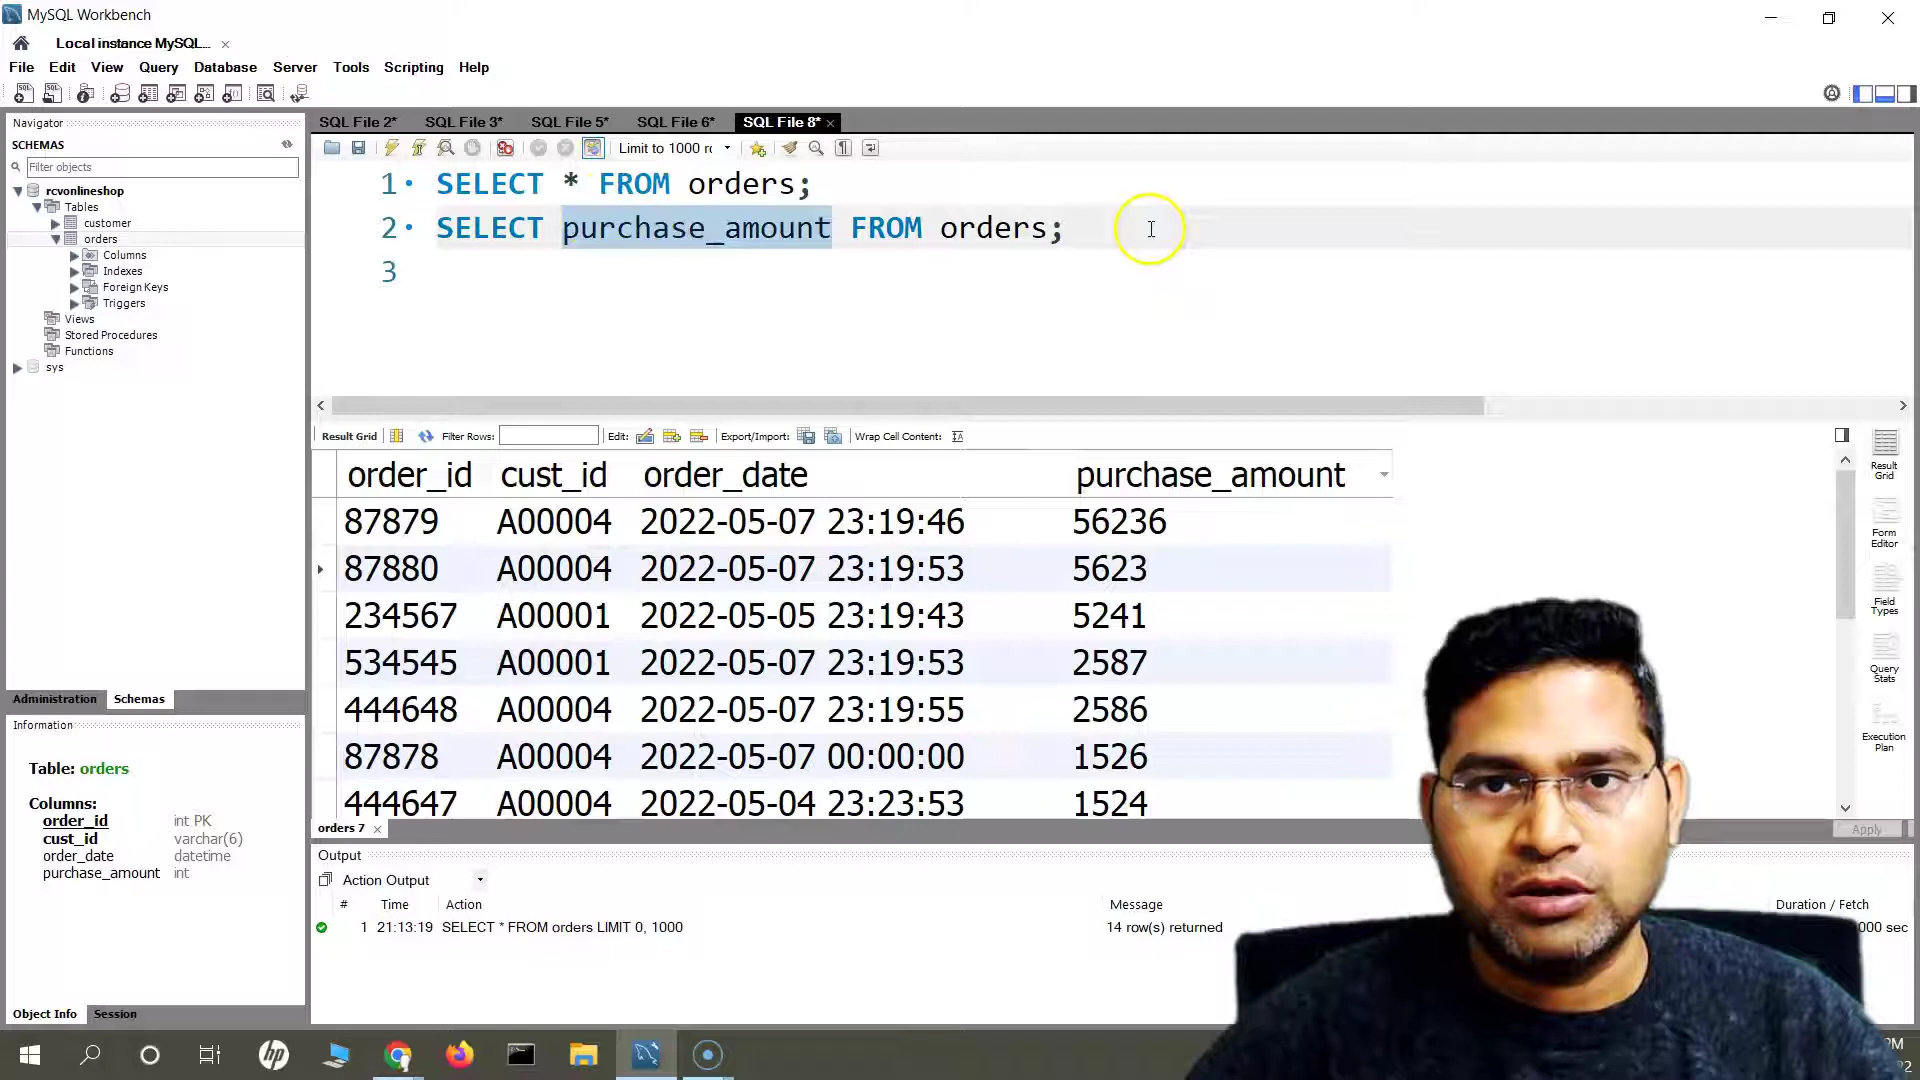 MySQL Workbench
Local instance MySQL...
File Edit View Query Database Server Tools Scripting Help
Navigator
SCHEMAS
Filter objects
rcvonlineshop
Tables
customer
orders
Columns
Indexes
Foreign Keys
Triggers
Views
Stored Procedures
Functions
sys
Administration Schemas
Information
Table: orders
Columns:
order_id int PK
cust_id varchar(6)
order_date datetime
purchase_amount int
Object Info Session
SQL File 2* SQL File 3* SQL File 5* SQL File 6* SQL File 8*
Limit to 1000 rc
1 SELECT * FROM orders;
2 SELECT purchase_amount FROM orders;
3
Result Grid Filter Rows: Edit: Export/Import: Wrap Cell Content:
order_id cust_id order_date purchase_amount
87879 A00004 2022-05-07 23:19:46 56236
87880 A00004 2022-05-07 23:19:53 5623
234567 A00001 2022-05-05 23:19:43 5241
534545 A00001 2022-05-07 23:19:53 2587
444648 A00004 2022-05-07 23:19:55 2586
87878 A00004 2022-05-07 00:00:00 1526
444647 A00004 2022-05-04 23:23:53 1524
Result
Grid
Form
Editor
Field
Types
Query
Stats
Execution
Plan
orders 7
Apply
Output
Action Output
# Time Action Message Duration / Fetch
1 21:13:19 SELECT * FROM orders LIMIT 0, 1000 14 row(s) returned 000 sec
hp